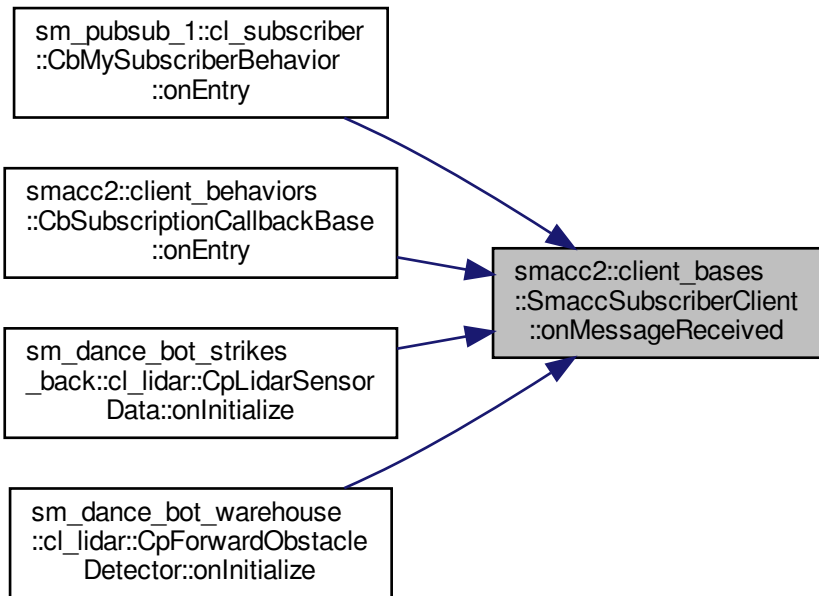 sm_pubsub_1::cl_subscriber
::CbMySubscriberBehavior
::onEntry
smacc2::client_behaviors
::CbSubscriptionCallbackBase
::onEntry
sm_dance_bot_strikes
_back::cl_lidar::CpLidarSensor
Data::onInitialize
sm_dance_bot_warehouse
::cl_lidar::CpForwardObstacle
Detector::onInitialize
smacc2::client_bases
::SmaccSubscriberClient
::onMessageReceived